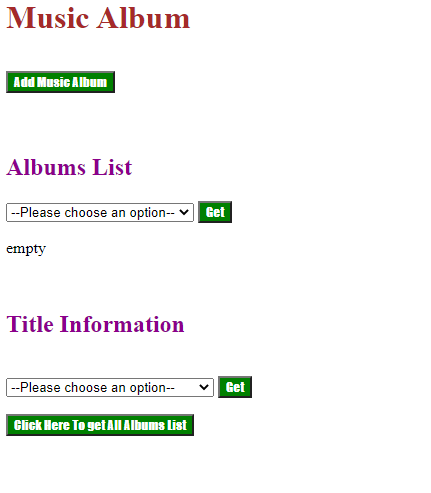 Music Album
Add Music Album
Albums List
--Please choose an option-- Get
empty
Title Information
--Please choose an option-- Get
Click Here To get All Albums List